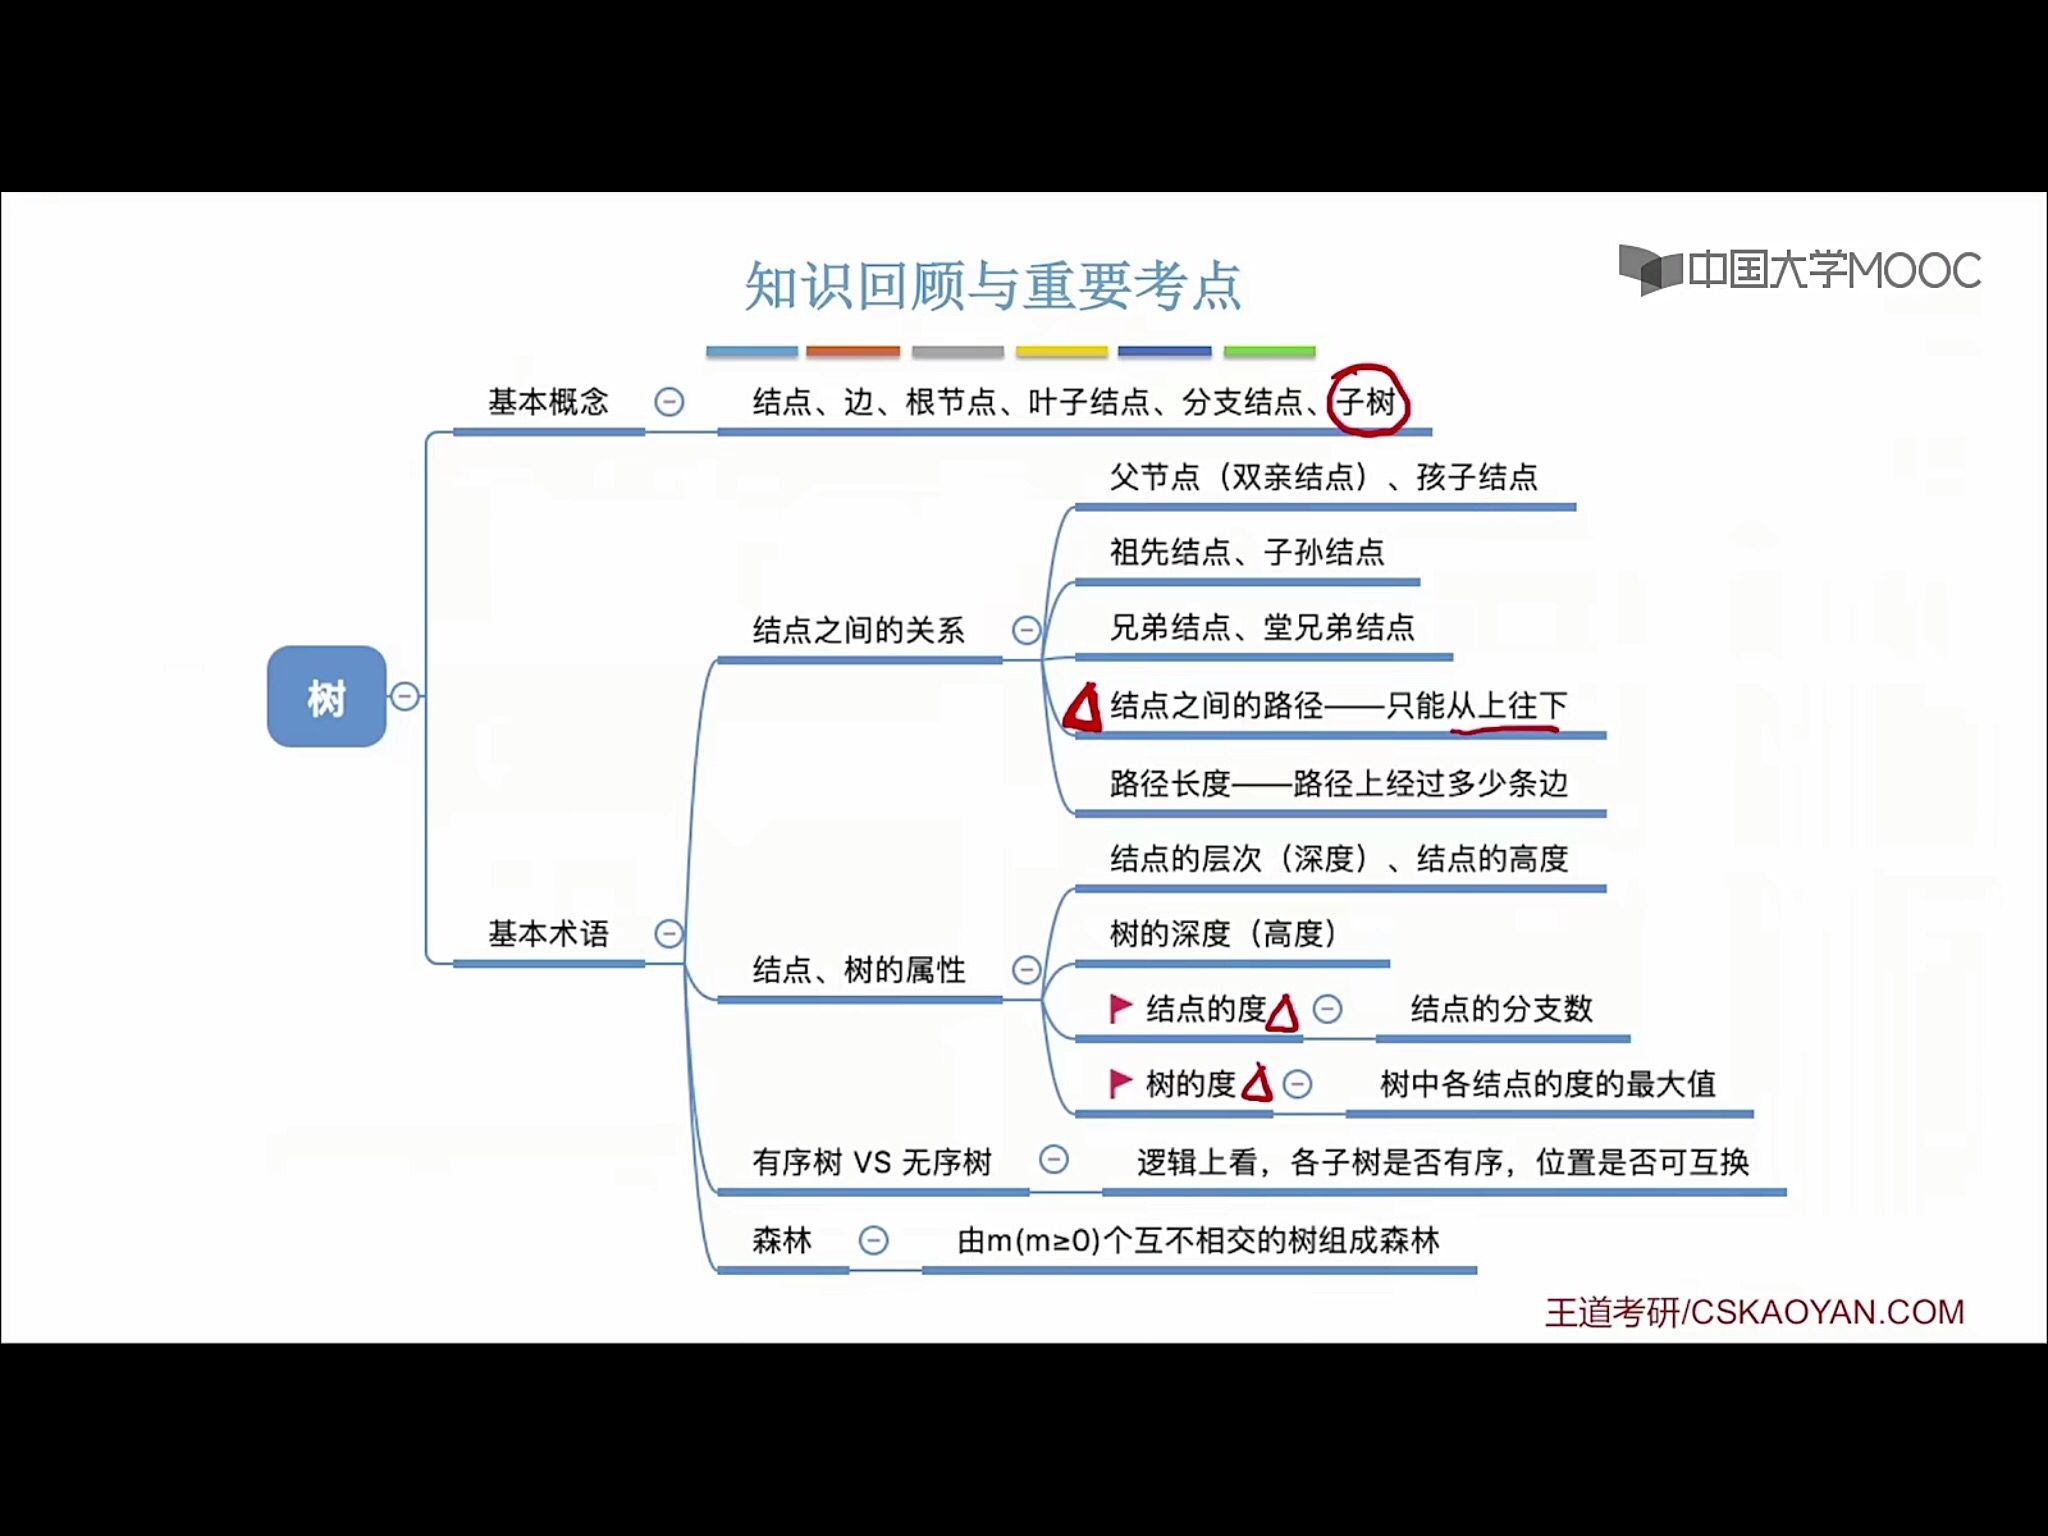 知识回顾与重要考点
中国大学MOOC
树
基本概念
结点、边、根节点、叶子结点、分支结点、子树
基本术语
结点之间的关系
父节点（双亲结点）、孩子结点
祖先结点、子孙结点
兄弟结点、堂兄弟结点
结点之间的路径——只能从上往下
路径长度——路径上经过多少条边
结点、树的属性
结点的层次（深度）、结点的高度
树的深度（高度）
结点的度
结点的分支数
树的度
树中各结点的度的最大值
有序树 VS 无序树
逻辑上看，各子树是否有序，位置是否可互换
森林
由m(m≥0)个互不相交的树组成森林
王道考研/CSKAOYAN.COM